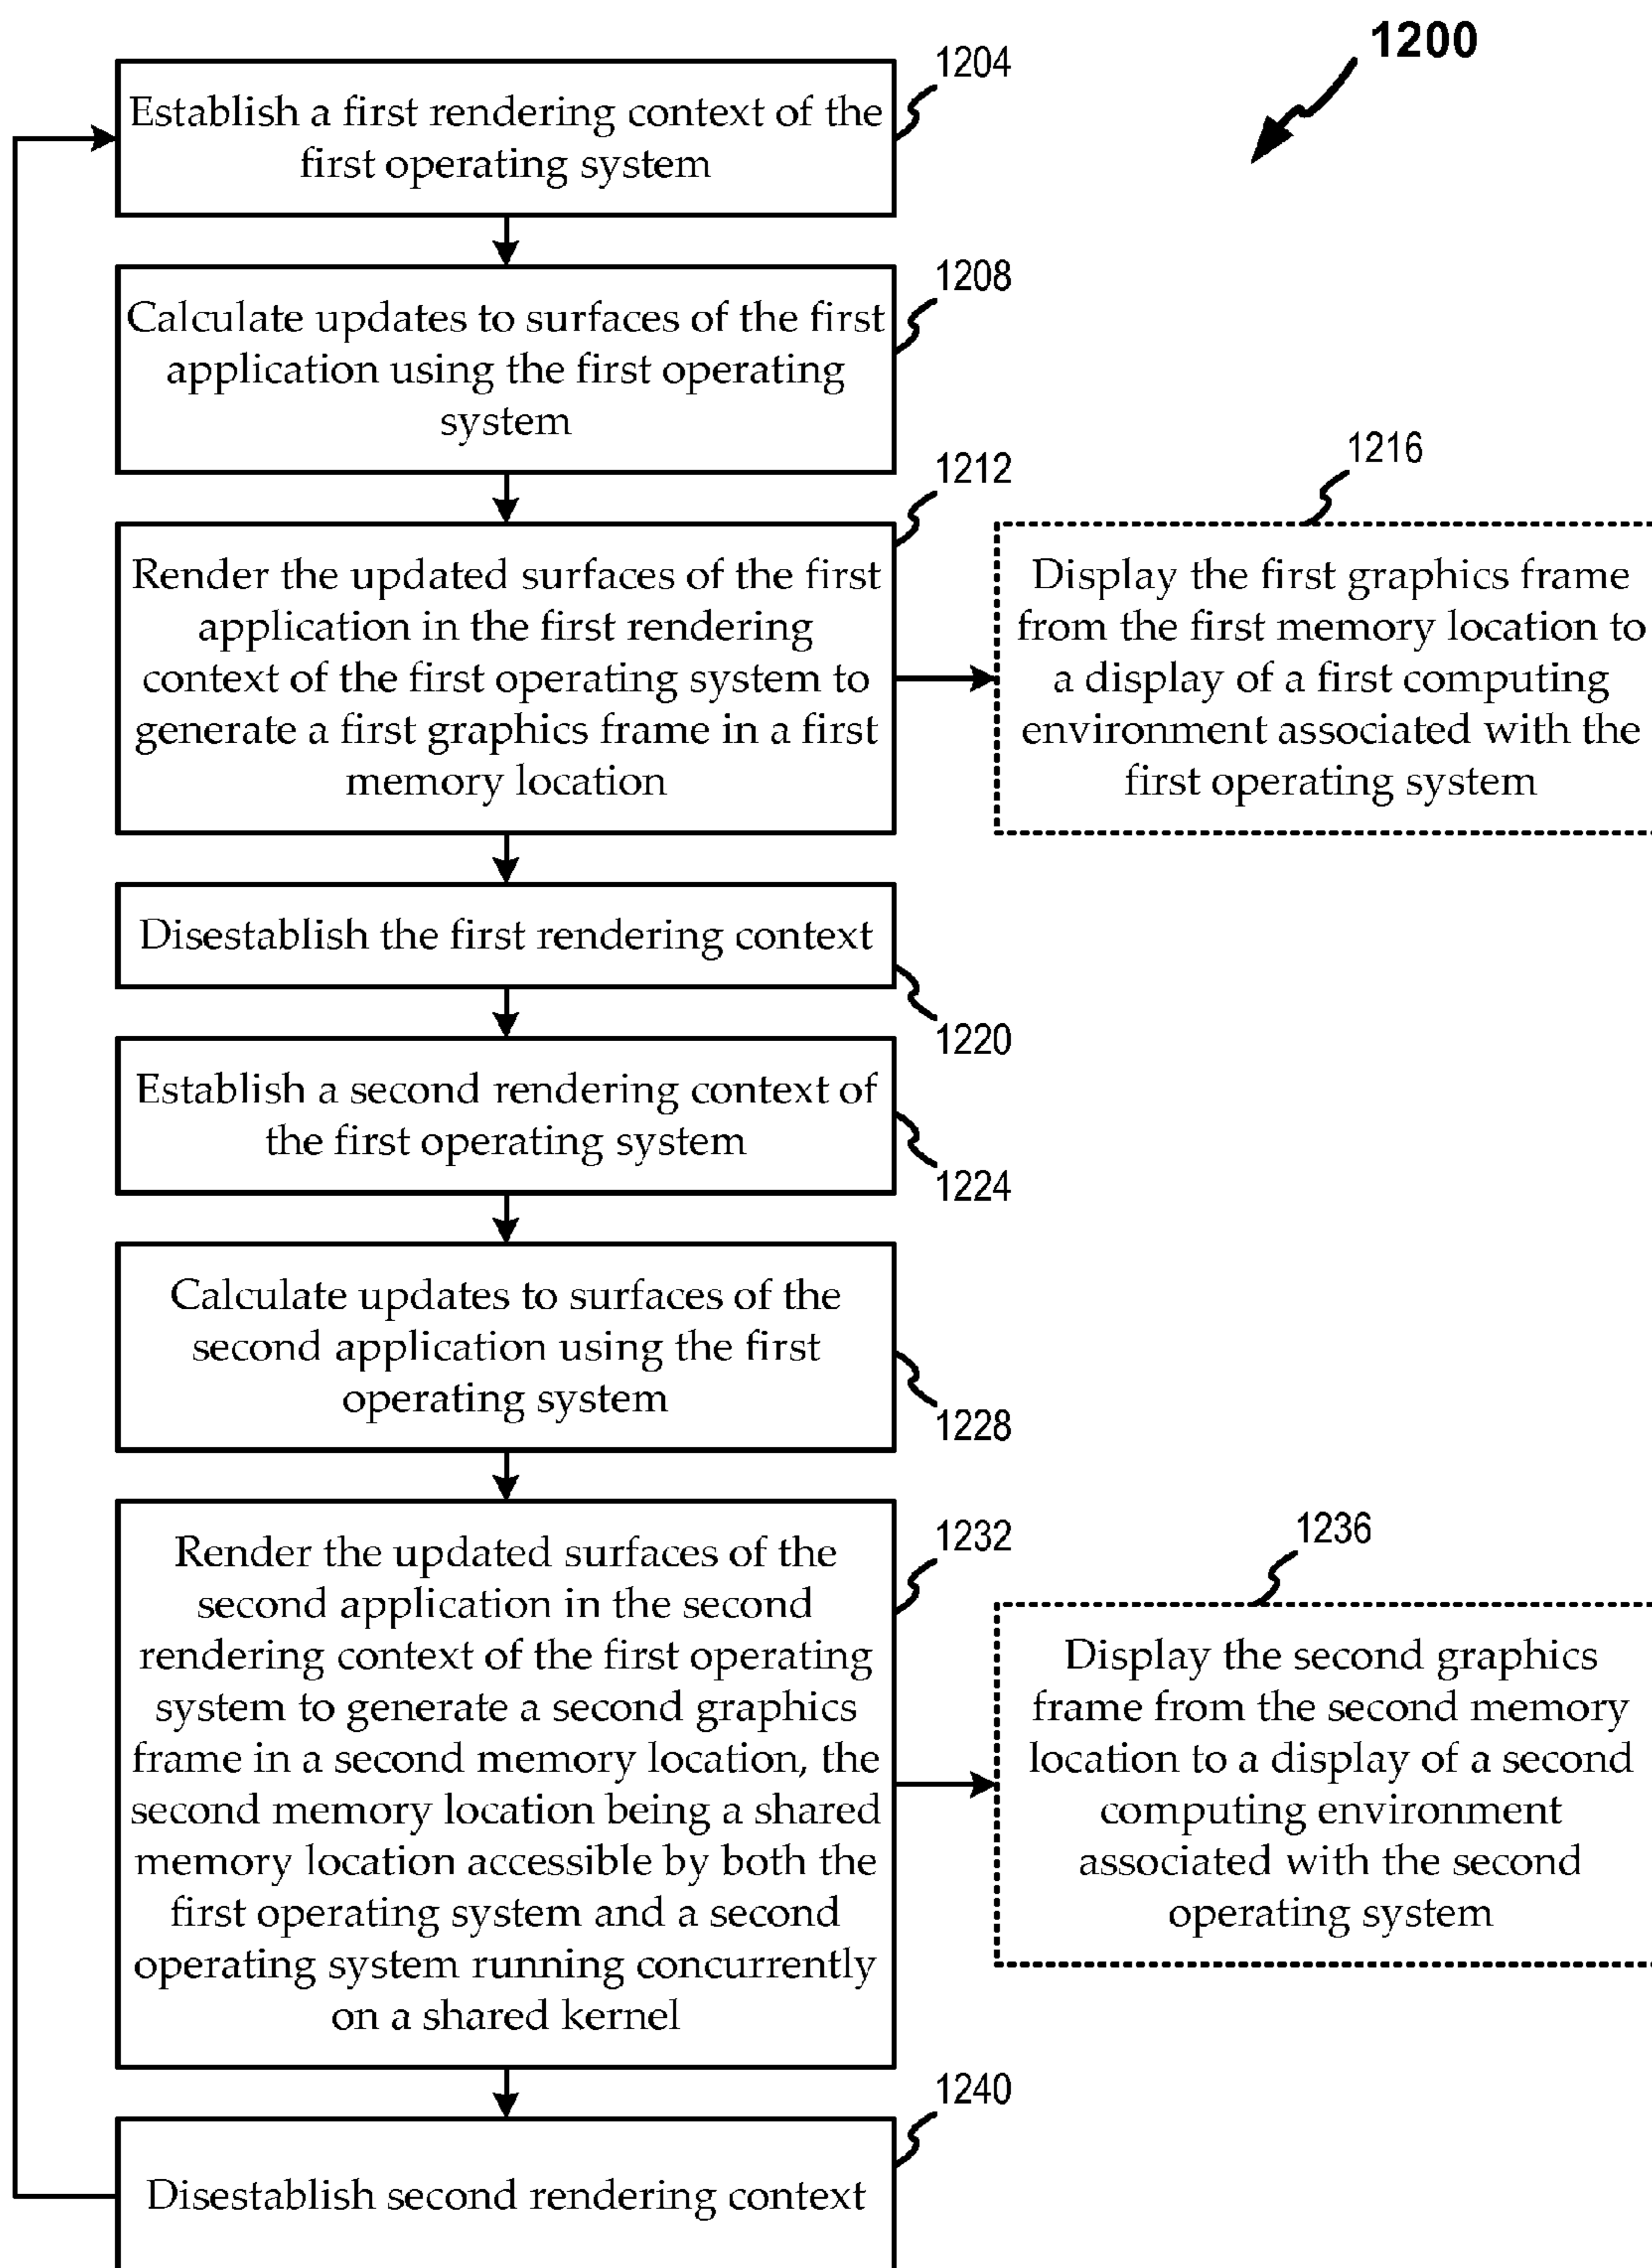 1200
1204
Establish a first rendering context of the
first operating system
1208
Calculate updates to surfaces of the first
application using the first operating
system
1212
Render the updated surfaces of the first
application in the first rendering
context of the first operating system to
generate a first graphics frame in a first
memory location
1216
Display the first graphics frame
from the first memory location to
a display of a first computing
environment associated with the
first operating system
Disestablish the first rendering context
1220
Establish a second rendering context of
the first operating system
1224
Calculate updates to surfaces of the
second application using the first
operating system
1228
1232
Render the updated surfaces of the
second application in the second
rendering context of the first operating
system to generate a second graphics
frame in a second memory location, the
second memory location being a shared
memory location accessible by both the
first operating system and a second
operating system running concurrently
on a shared kernel
1236
Display the second graphics
frame from the second memory
location to a display of a second
computing environment
associated with the second
operating system
1240
Disestablish second rendering context